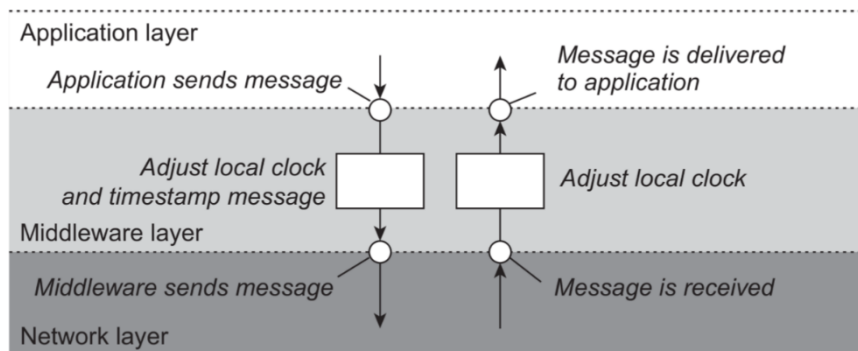 Application layer
Application sends message
Message is delivered
to application
Adjust local clock
and timestamp message
Adjust local clock
Middleware layer
Middleware sends message
Message is received
Network layer